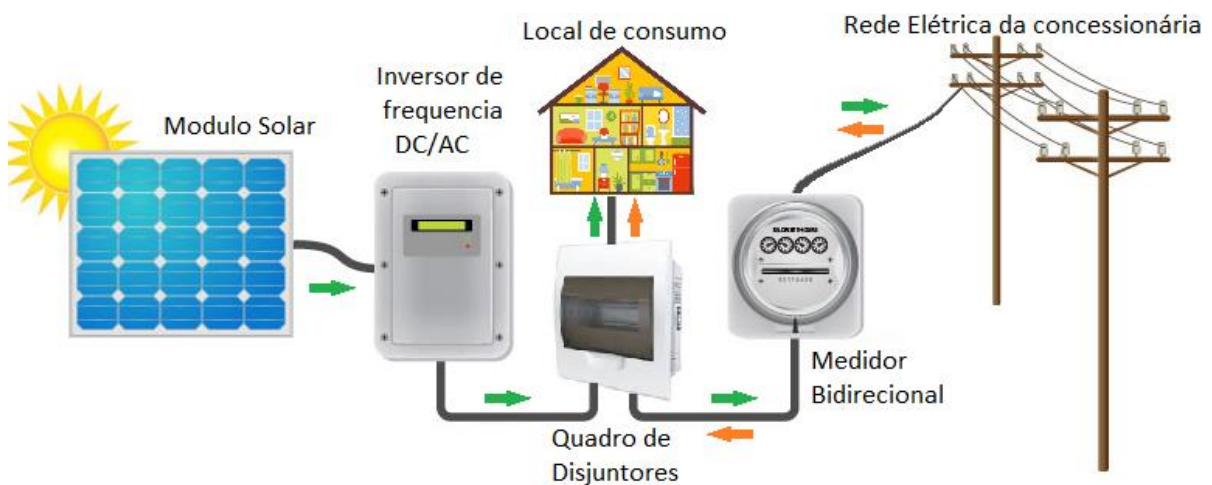 Local de consumo
Rede Elétrica da concessionária
Inversor de
frequencia
DC/AC
Modulo Solar
Medidor
Bidirecional
Quadro de
Disjuntores